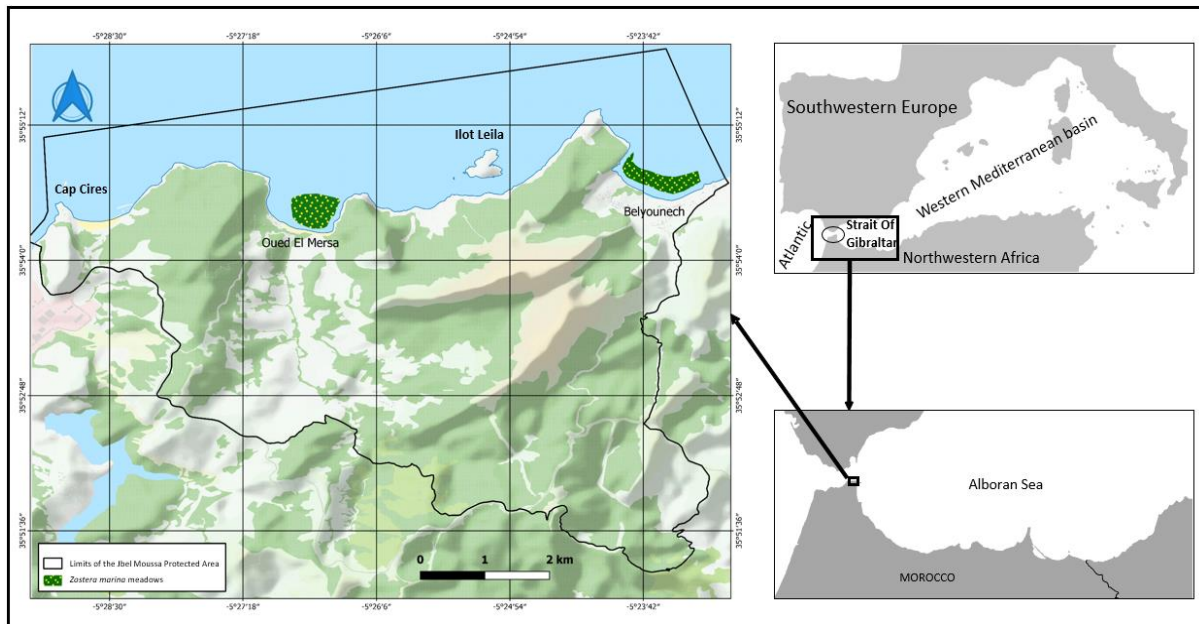 -5°28'30"
-5°27'18"
-5°26'6"
-5°24'54"
-5°23'42"
35°55'12"
35°55'12"
Ilot Leila
Cap Cires
Oued El Mersa
Belyounech
35°54'0"
35°54'0"
35°52'48"
35°52'48"
35°51'36"
35°51'36"
Limits of the Jbel Moussa Protected Area
Zostera marina meadows
0 1 2 km
-5°28'30"
-5°27'18"
-5°26'6"
-5°24'54"
-5°23'42"
Southwestern Europe
Western Mediterranean basin
Atlantic
Strait Of
Gibraltar
Northwestern Africa
Alboran Sea
MOROCCO